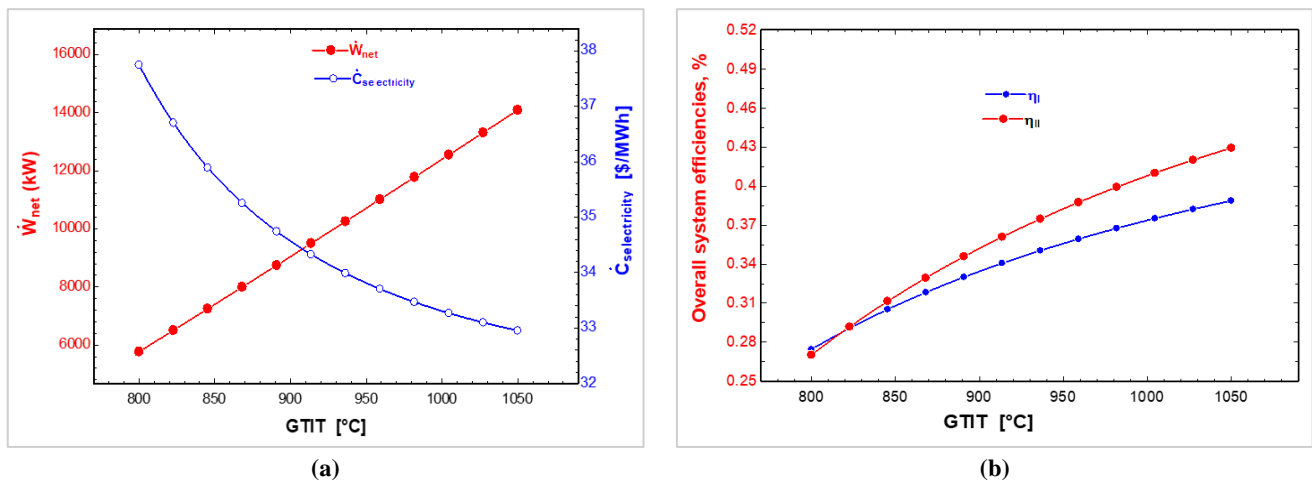 16000
14000
12000
10000
8000
6000
Ẇnet (kW)
Ẇnet
Ċse ectricity
38
37
36
35
34
33
32
Ċselectricity [$/MWh]
800 850 900 950 1000 1050
GTIT [°C]
(a)
0.52
0.49
0.46
0.43
0.4
0.37
0.34
0.31
0.28
0.25
Overall system efficiencies, %
ηI
ηII
800 850 900 950 1000 1050
GTIT [°C]
(b)